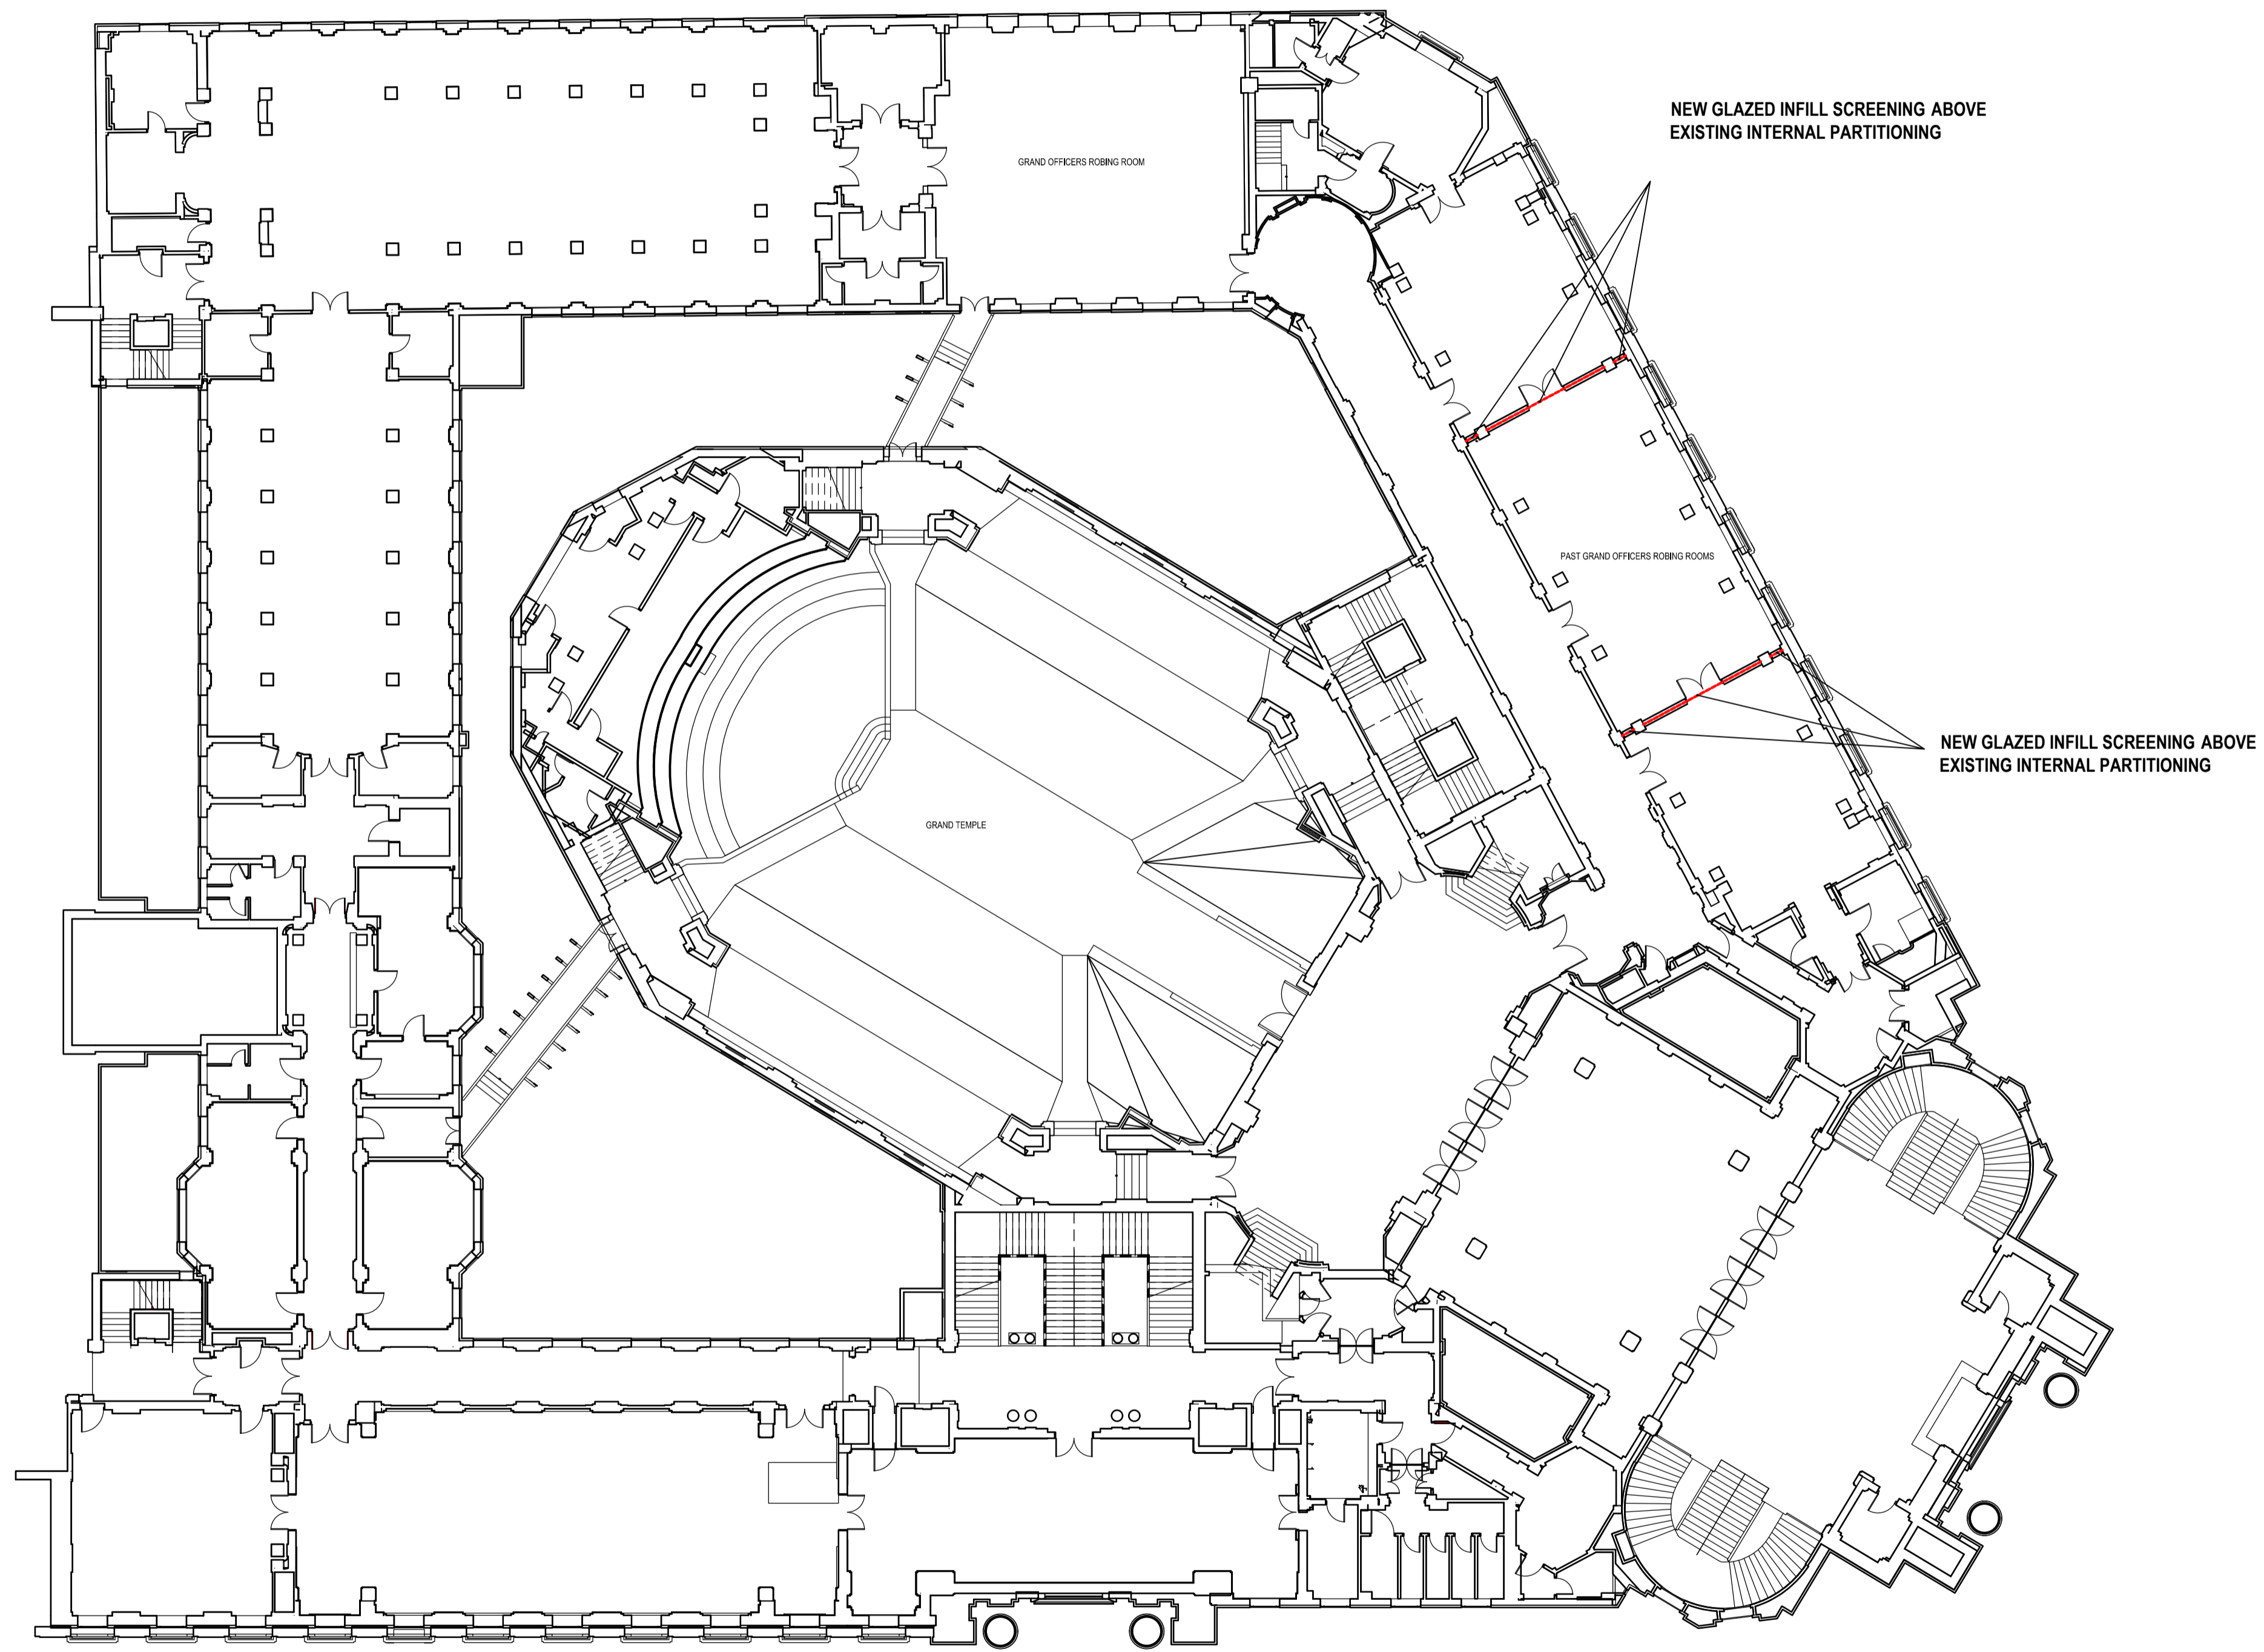 NEW GLAZED INFILL SCREENING ABOVE
EXISTING INTERNAL PARTITIONING
GRAND OFFICERS ROBING ROOM
PAST GRAND OFFICERS ROBING ROOMS
NEW GLAZED INFILL SCREENING ABOVE
EXISTING INTERNAL PARTITIONING
GRAND TEMPLE